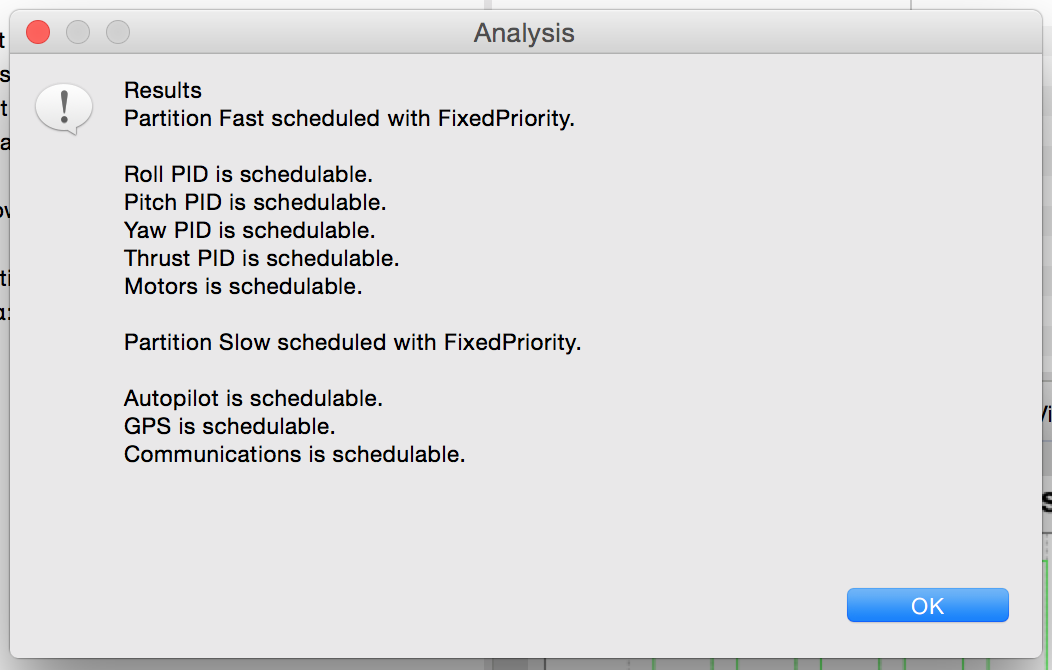 Analysis
Results
Partition Fast scheduled with FixedPriority.
Roll PID is schedulable.
Pitch PID is schedulable.
Yaw PID is schedulable.
Thrust PID is schedulable.
Motors is schedulable.
Partition Slow scheduled with FixedPriority.
Autopilot is schedulable.
GPS is schedulable.
Communications is schedulable.
OK